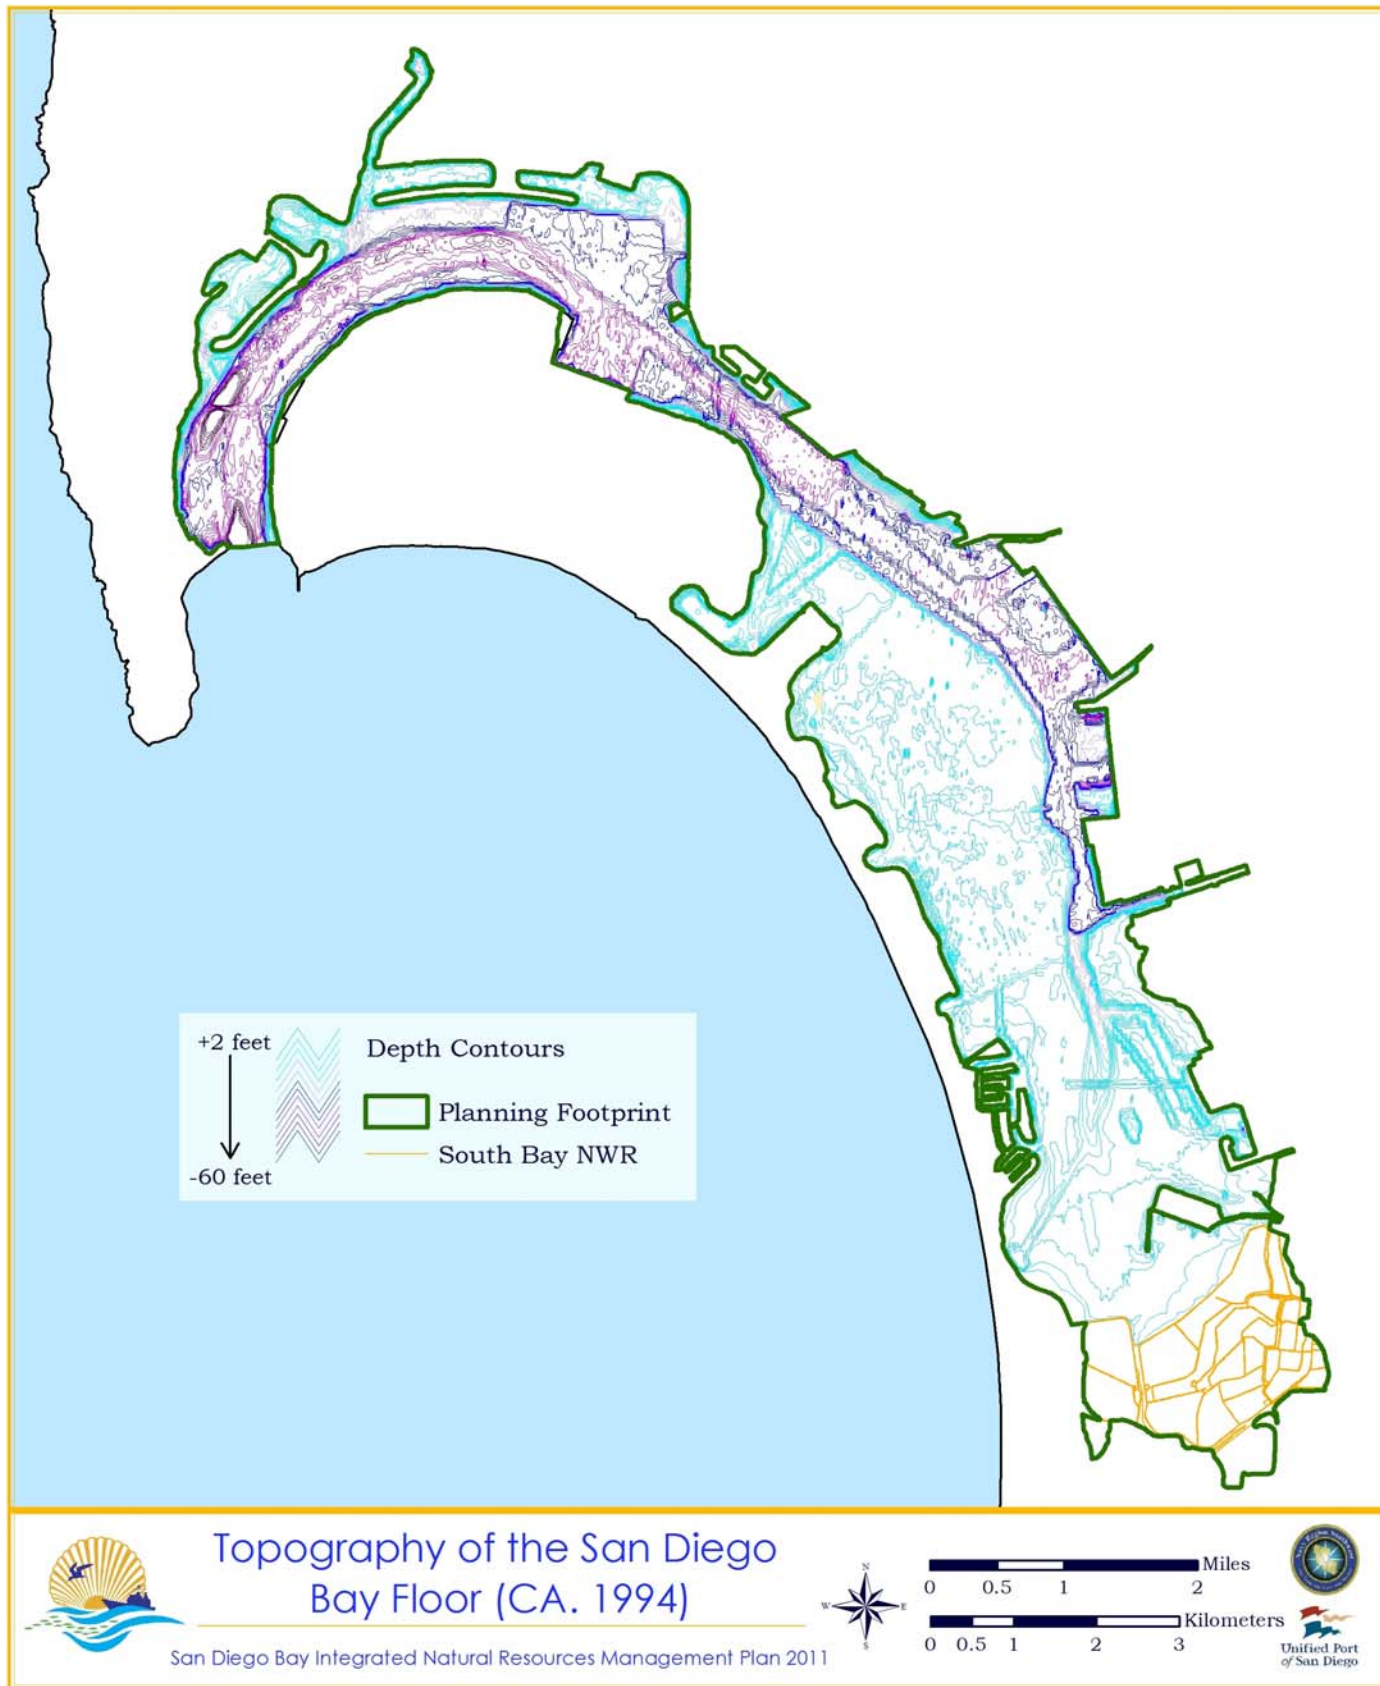 +2 feet
Depth Contours
Planning Footprint
South Bay NWR
-60 feet
Topography of the San Diego
Bay Floor (CA. 1994)
San Diego Bay Integrated Natural Resources Management Plan 2011
N
W E
S
Miles
0 0.5 1 2
Kilometers
0 0.5 1 2 3
Unified Port
of San Diego